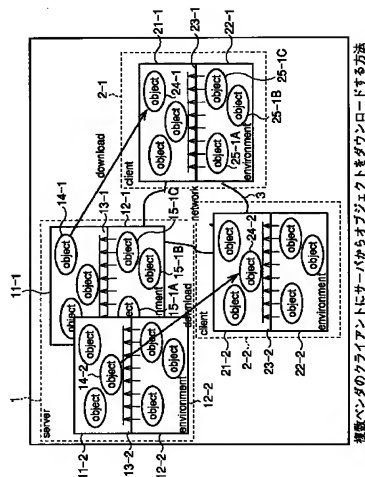 1
server
11-1
14-1
object
object
object
13-1
download
12-1
object
15-1C
object
15-1B
object
15-1A
environment
network
download
14-2
object
object
object
11-2
13-2
12-2
object
object
object
environment
12-2
2-1
client
object
24-1
object
object
21-1
23-1
22-1
25-1A
object
object
25-1C
object
25-1B
environment
3
client
21-2
2-2
23-2
22-2
object
object
24-2
object
object
object
object
environment
複数ベンダのクライアントにサーバからオブジェクトをダウンロードする方法